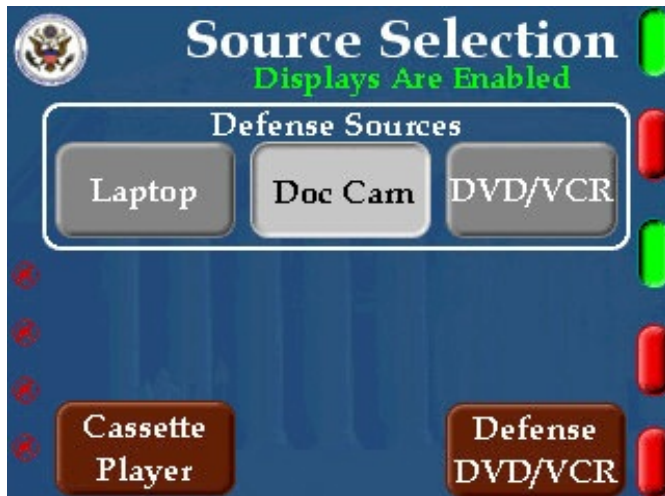 Source Selection
Displays Are Enabled
Defense Sources
Laptop
Doc Cam
DVD/VCR
Cassette
Player
Defense
DVD/VCR